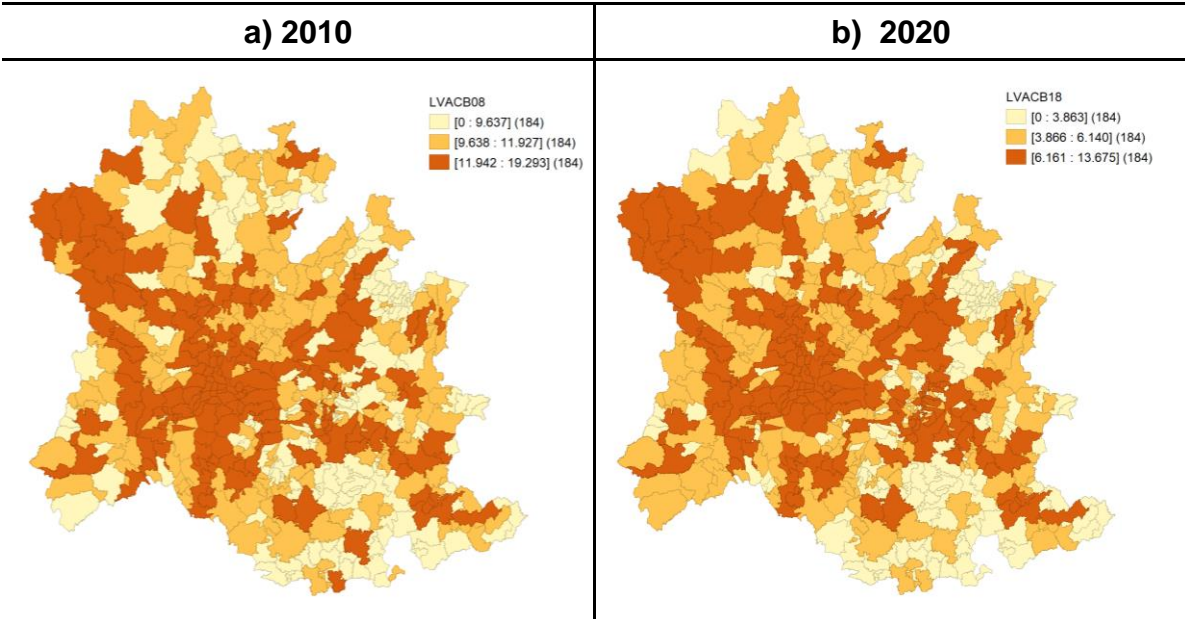 a) 2010
b) 2020
LVACB08
[0 : 9.637] (184)
[9.638 : 11.927] (184)
[11.942 : 19.293] (184)
LVACB18
[0 : 3.863] (184)
[3.866 : 6.140] (184)
[6.161 : 13.675] (184)